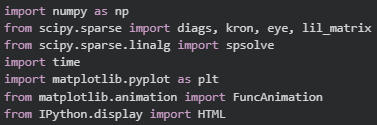 import numpy as np
from scipy.sparse import diags, kron, eye, lil_matrix
from scipy.sparse.linalg import spsolve
import time
import matplotlib.pyplot as plt
from matplotlib.animation import FuncAnimation
from IPython.display import HTML